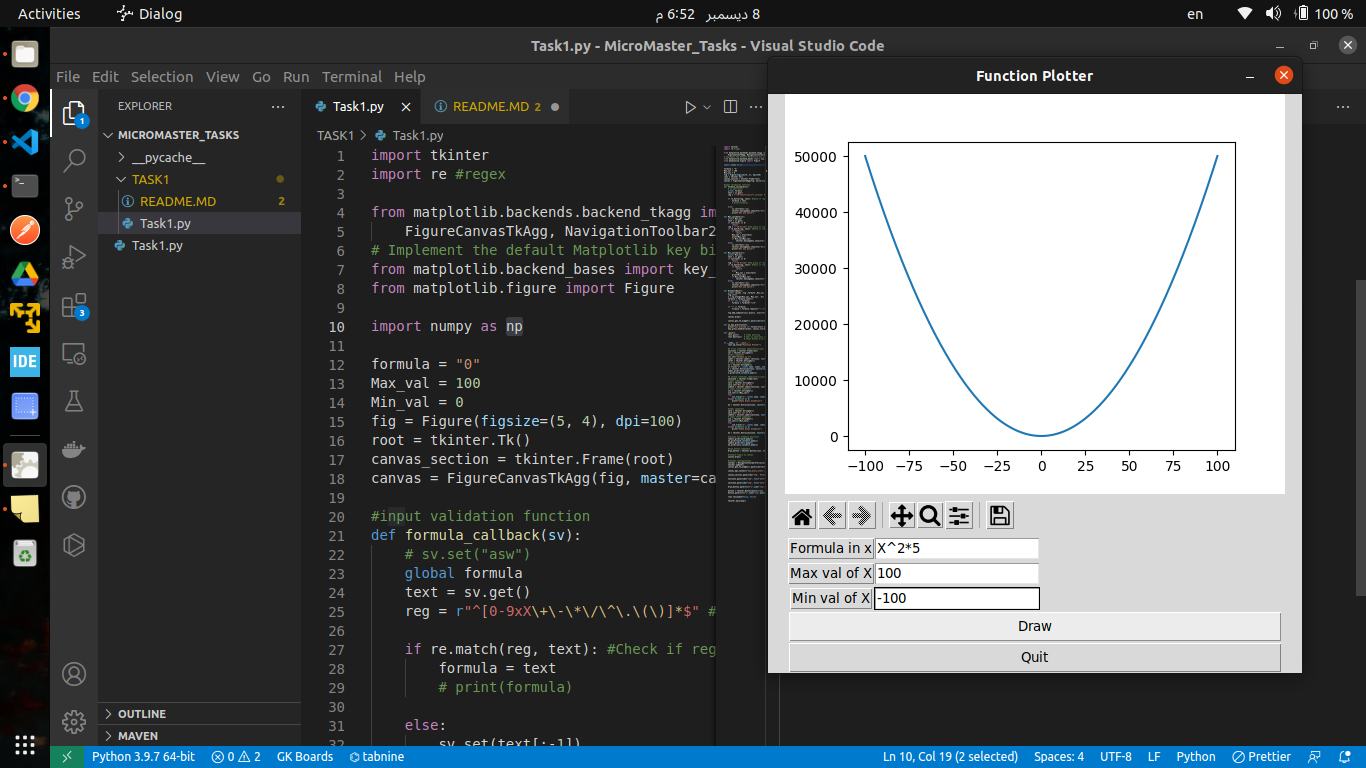 Activities Dialog 8 ديسمبر 6:52 م en 100 %
Task1.py - MicroMaster_Tasks - Visual Studio Code
File Edit Selection View Go Run Terminal Help
EXPLORER
MICROMASTER_TASKS
__pycache__
TASK1
README.MD 2
Task1.py
Task1.py
OUTLINE
MAVEN
1
3
IDE
Task1.py README.MD 2
TASK1 Task1.py
1 import tkinter
2 import re #regex
3
4 from matplotlib.backends.backend_tkagg im
5 FigureCanvasTkAgg, NavigationToolbar2
6 # Implement the default Matplotlib key bi
7 from matplotlib.backend_bases import key_
8 from matplotlib.figure import Figure
9
10 import numpy as np
11
12 formula = "0"
13 Max_val = 100
14 Min_val = 0
15 fig = Figure(figsize=(5, 4), dpi=100)
16 root = tkinter.Tk()
17 canvas_section = tkinter.Frame(root)
18 canvas = FigureCanvasTkAgg(fig, master=ca
19
20 #input validation function
21 def formula_callback(sv):
22 # sv.set("asw")
23 global formula
24 text = sv.get()
25 reg = r"^[0-9xX\+\-\*\/\^\.\(\)]*$" #
26
27 if re.match(reg, text): #Check if reg
28 formula = text
29 # print(formula)
30
31 else:
32 sv.set(text[:-1])
Function Plotter
50000
40000
30000
20000
10000
0
−100 −75 −50 −25 0 25 50 75 100
Formula in x X^2*5
Max val of X 100
Min val of X -100
Draw
Quit
Python 3.9.7 64-bit 0 2 GK Boards tabnine Ln 10, Col 19 (2 selected) Spaces: 4 UTF-8 LF Python Prettier